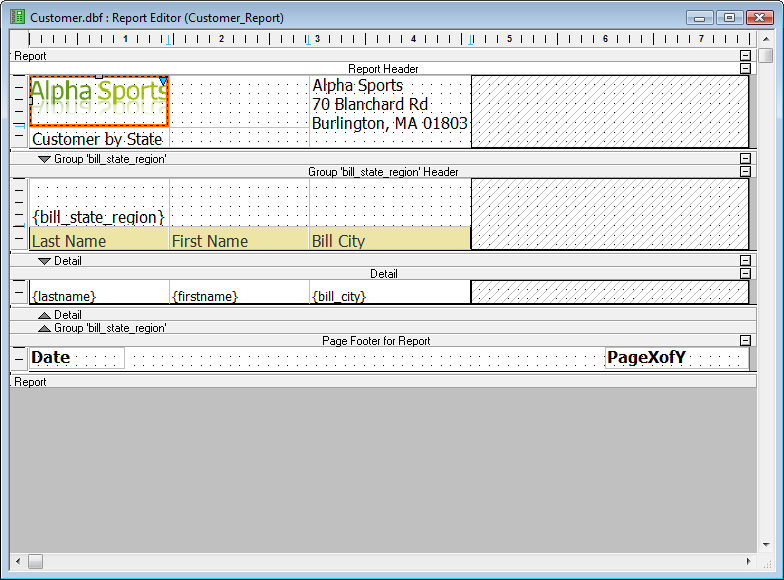 Customer.dbf : Report Editor (Customer_Report)
1 2 3 4 5 6 7
Report
Report Header
Alpha Sports
Alpha Sports
70 Blanchard Rd
Burlington, MA 01803
Customer by State
Group 'bill_state_region'
Group 'bill_state_region' Header
{bill_state_region}
Last Name First Name Bill City
Detail
Detail
{lastname} {firstname} {bill_city}
Detail
Group 'bill_state_region'
Page Footer for Report
Date PageXofY
Report